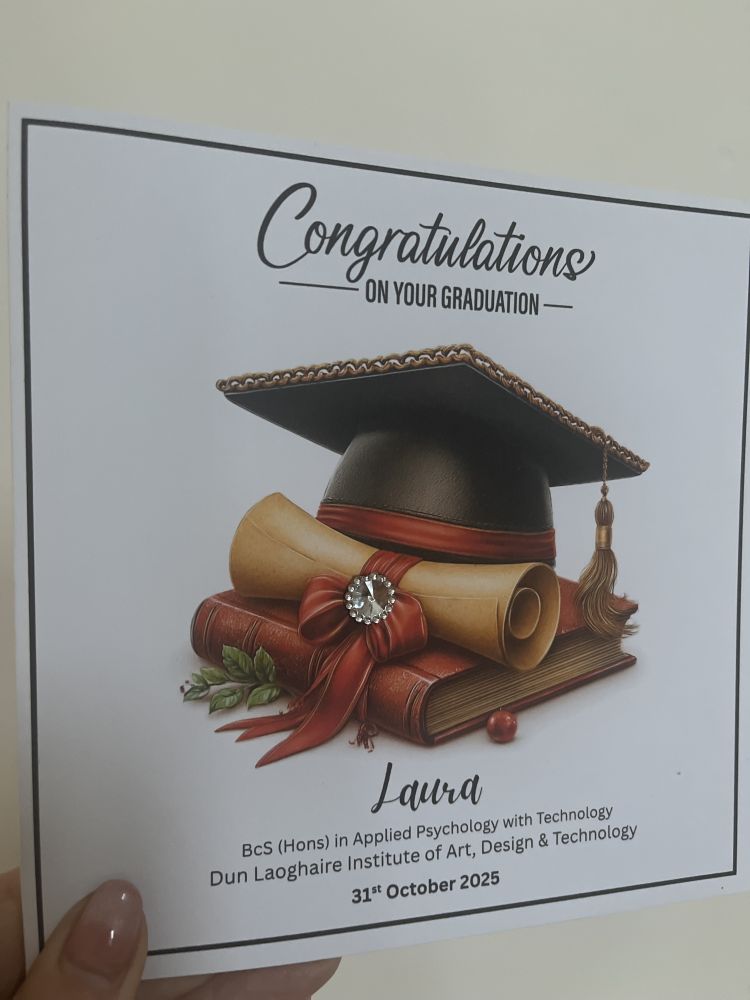 Congratulations
ON YOUR GRADUATION
Laura
BcS (Hons) in Applied Psychology with Technology
Dun Laoghaire Institute of Art, Design & Technology
31st October 2025